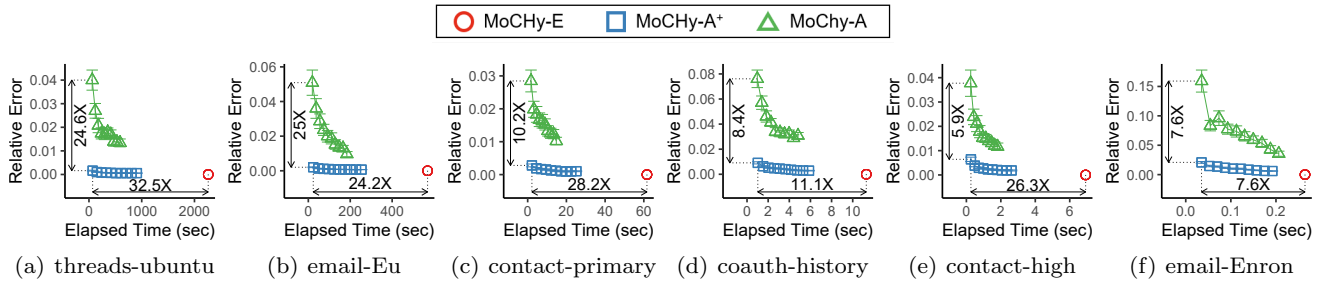 MoCHy-E MoCHy-A⁺ MoChy-A
Relative Error
0.04
0.03
0.02
0.01
0.00
24.6X
32.5X
0 1000 2000
Elapsed Time (sec)
(a) threads-ubuntu
Relative Error
0.06
0.04
0.02
0.00
25X
24.2X
0 200 400 600
Elapsed Time (sec)
(b) email-Eu
Relative Error
0.03
0.02
0.01
0.00
10.2X
28.2X
0 20 40 60
Elapsed Time (sec)
(c) contact-primary
Relative Error
0.08
0.06
0.04
0.02
0.00
8.4X
11.1X
0 2 4 6 8 10
Elapsed Time (sec)
(d) coauth-history
Relative Error
0.04
0.03
0.02
0.01
0.00
5.9X
26.3X
0 2 4 6
Elapsed Time (sec)
(e) contact-high
Relative Error
0.15
0.10
0.05
0.00
7.6X
7.6X
0.0 0.1 0.2
Elapsed Time (sec)
(f) email-Enron